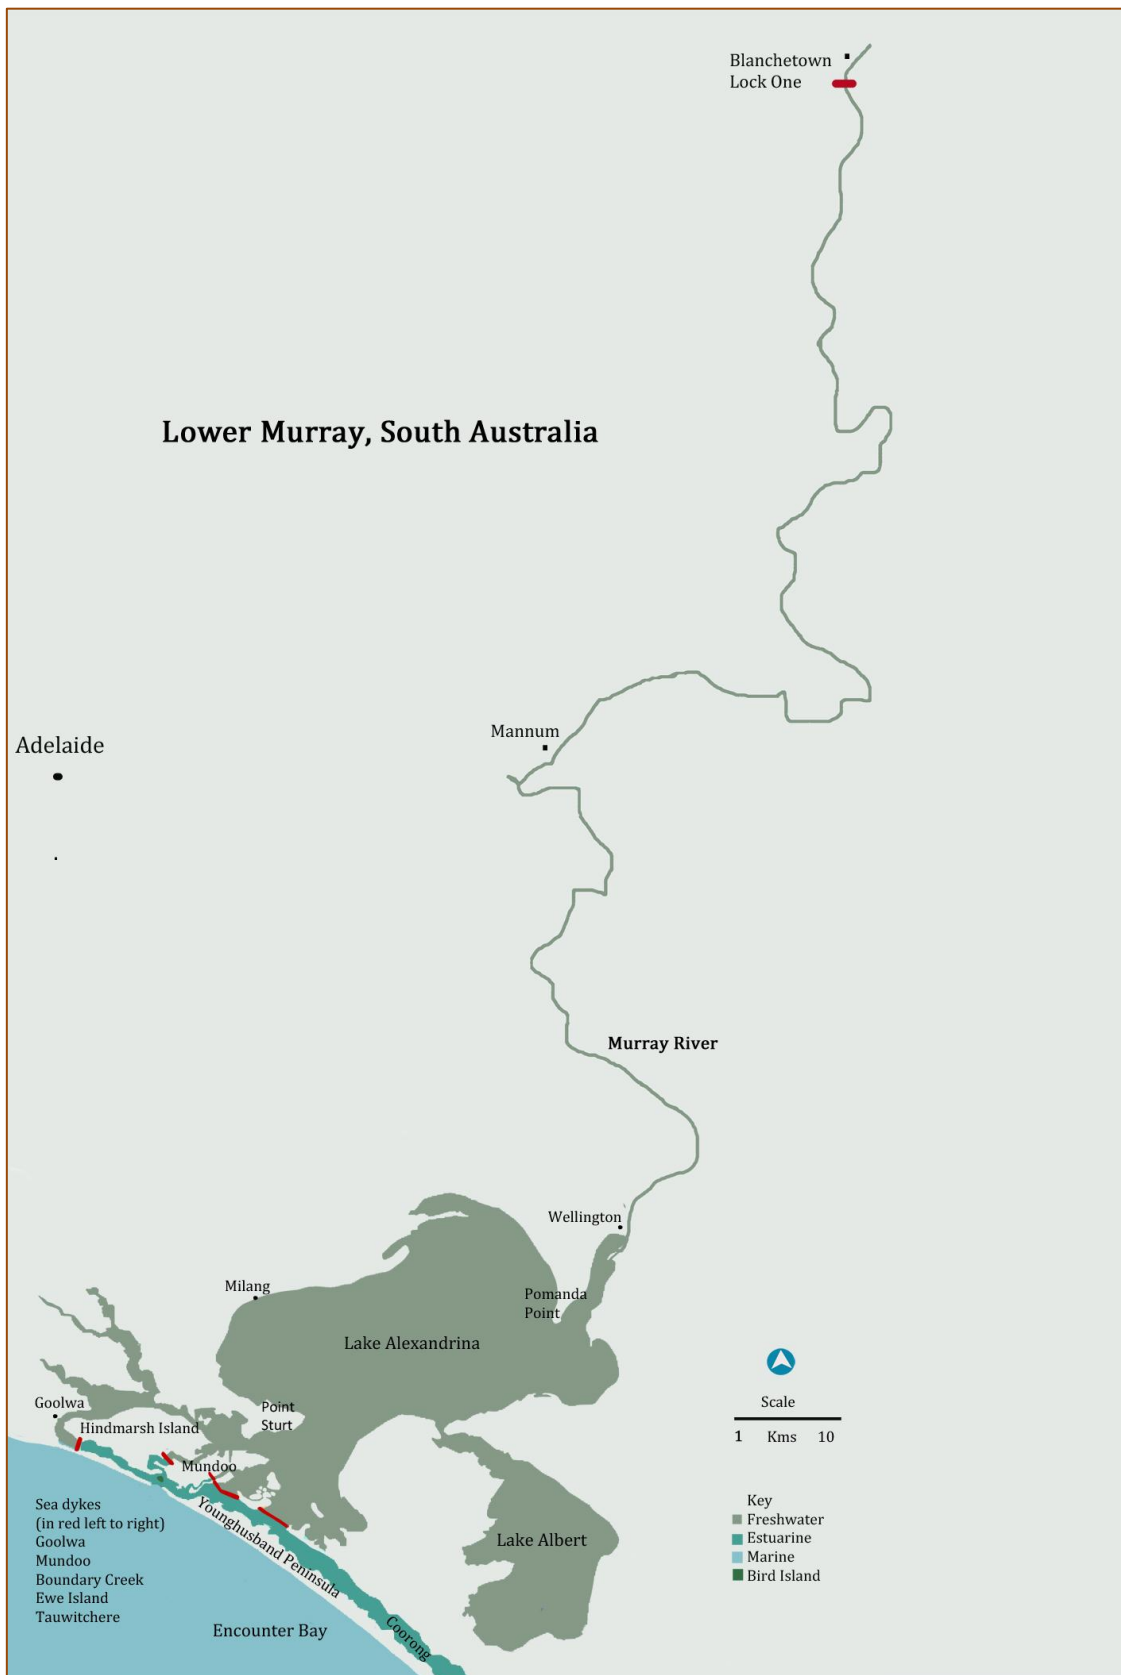 Blanchetown
Lock One
Lower Murray, South Australia
Mannum
Adelaide
Murray River
Wellington
Milang
Pomanda
Point
Lake Alexandrina
Goolwa
Point
Sturt
Hindmarsh Island
Mundoo
Scale
1 Kms 10
Sea dykes
(in red left to right)
Goolwa
Mundoo
Boundary Creek
Ewe Island
Tauwitchere
Younghusband Peninsula
Lake Albert
Coorong
Encounter Bay
Key
Freshwater
Estuarine
Marine
Bird Island